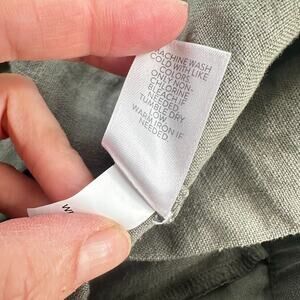 MACHINE WASH
COLD WITH LIKE
COLORS.
ONLY NON-
CHLORINE
BLEACH IF
NEEDED.
TUMBLE DRY
LOW.
WARM IRON IF
NEEDED.